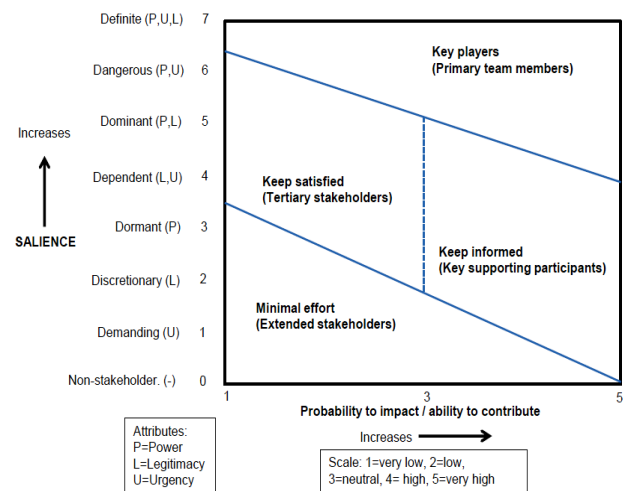 Definite (P,U,L) 7
Key players
(Primary team members)
Dangerous (P,U) 6
Increases
Dominant (P,L) 5
Dependent (L,U) 4
Keep satisfied
(Tertiary stakeholders)
SALIENCE
Dormant (P) 3
Keep informed
(Key supporting participants)
Discretionary (L) 2
Minimal effort
(Extended stakeholders)
Demanding (U) 1
Non-stakeholder. (-) 0
1 3 5
Probability to impact / ability to contribute
Increases
Attributes:
P=Power
L=Legitimacy
U=Urgency
Scale: 1=very low, 2=low,
3=neutral, 4= high, 5=very high